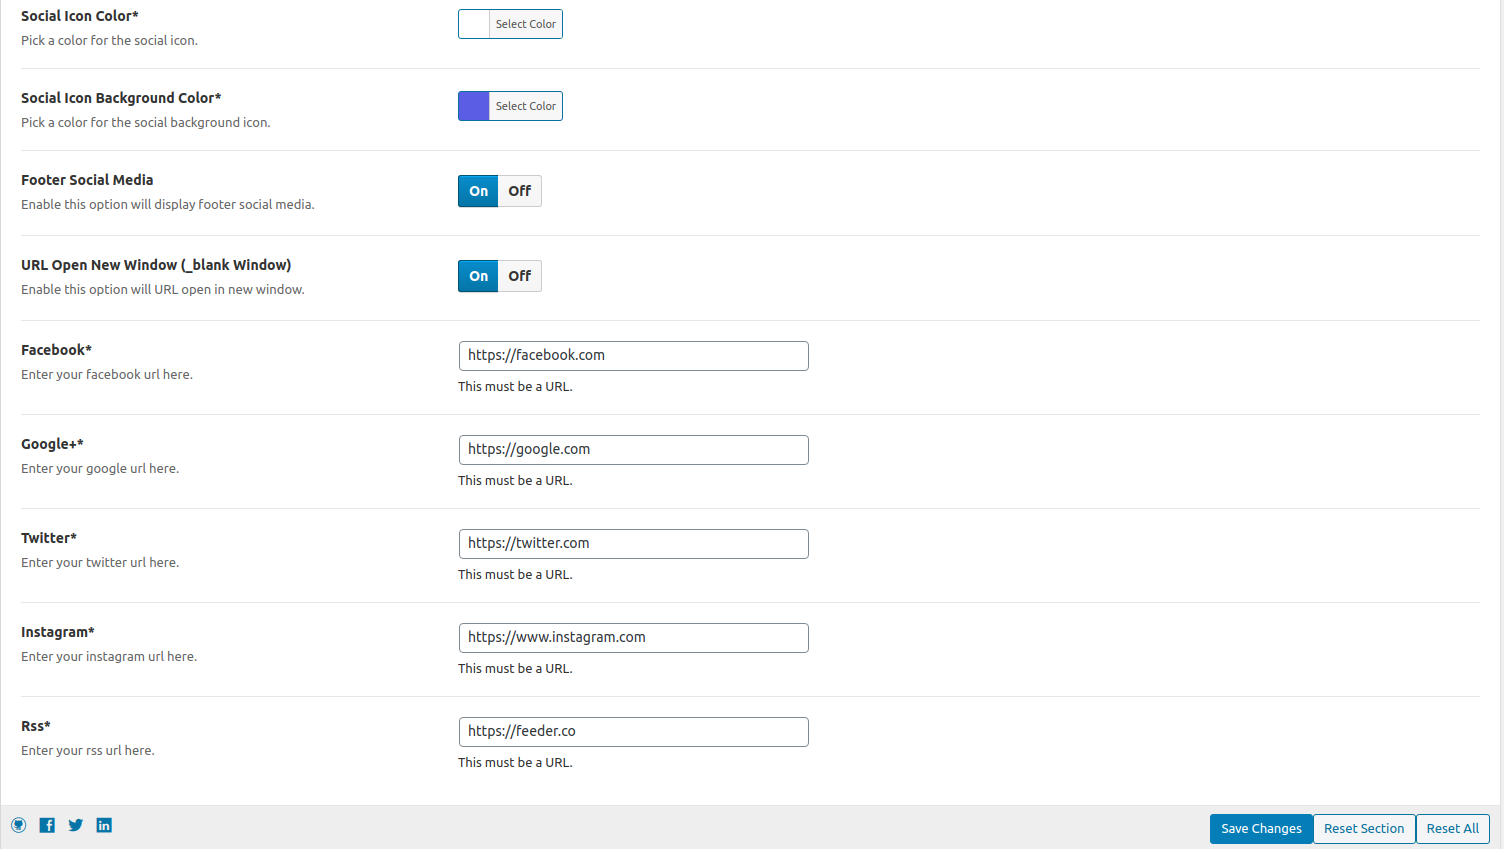 Social Icon Color*
Pick a color for the social icon.
Select Color
Social Icon Background Color*
Pick a color for the social background icon.
Select Color
Footer Social Media
Enable this option will display footer social media.
On Off
URL Open New Window (_blank Window)
Enable this option will URL open in new window.
On Off
Facebook*
Enter your facebook url here.
https://facebook.com
This must be a URL.
Google+*
Enter your google url here.
https://google.com
This must be a URL.
Twitter*
Enter your twitter url here.
https://twitter.com
This must be a URL.
Instagram*
Enter your instagram url here.
https://www.instagram.com
This must be a URL.
Rss*
Enter your rss url here.
https://feeder.co
This must be a URL.
Save Changes Reset Section Reset All